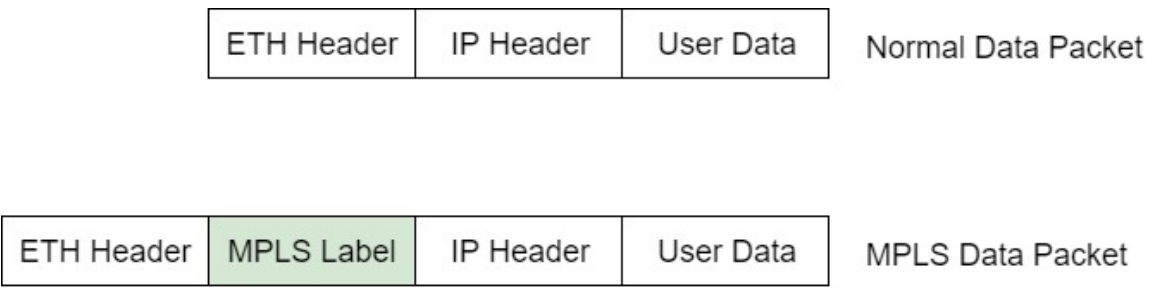 ETH Header IP Header User Data Normal Data Packet
ETH Header MPLS Label IP Header User Data MPLS Data Packet